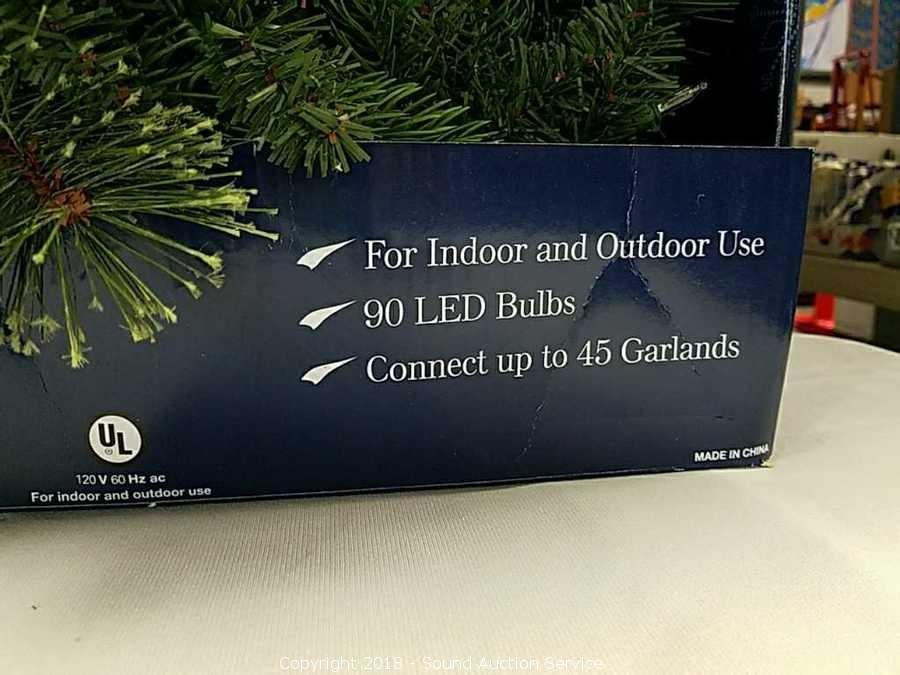 For Indoor and Outdoor Use
90 LED Bulbs
Connect up to 45 Garlands
UL
120 V 60 Hz ac
For indoor and outdoor use
MADE IN CHINA
Copyright 2018 - Sound Auction Service